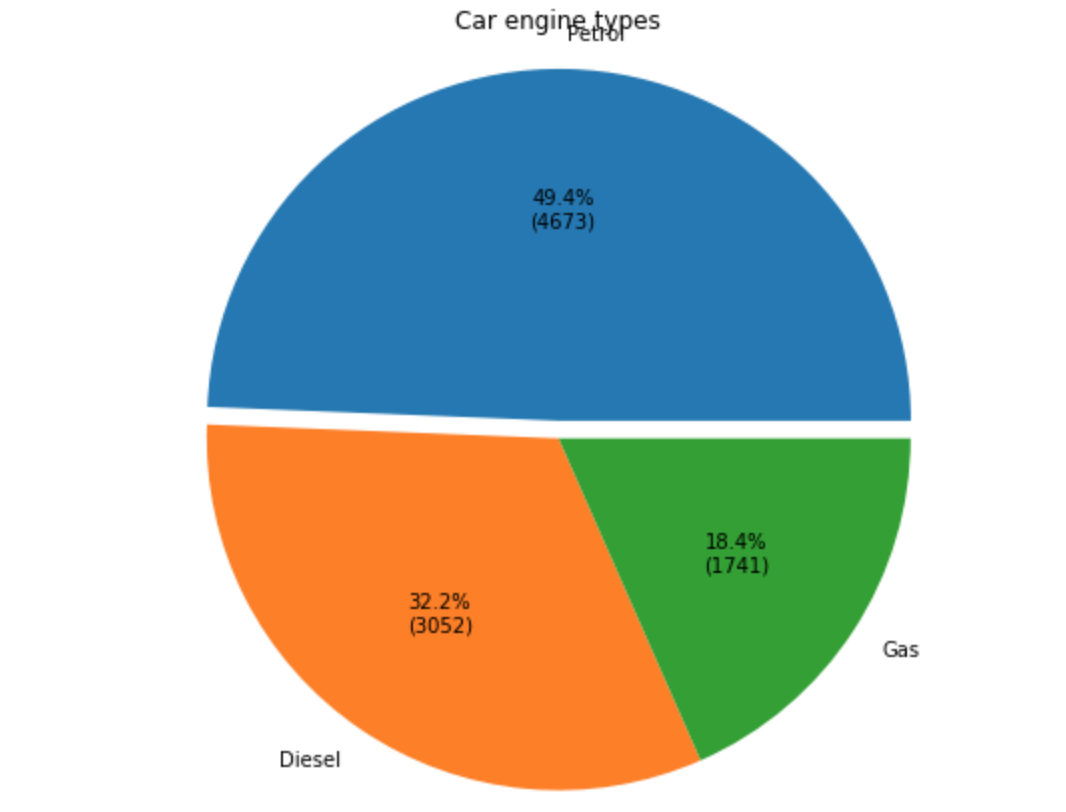 Car engine types
Petrol
49.4%
(4673)
18.4%
(1741)
32.2%
(3052)
Gas
Diesel